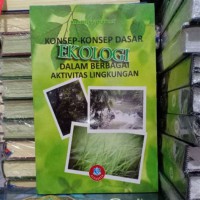 KONSEP-KONSEP DASAR
EKOLOGI
DALAM BERBAGAI
AKTIVITAS LINGKUNGAN